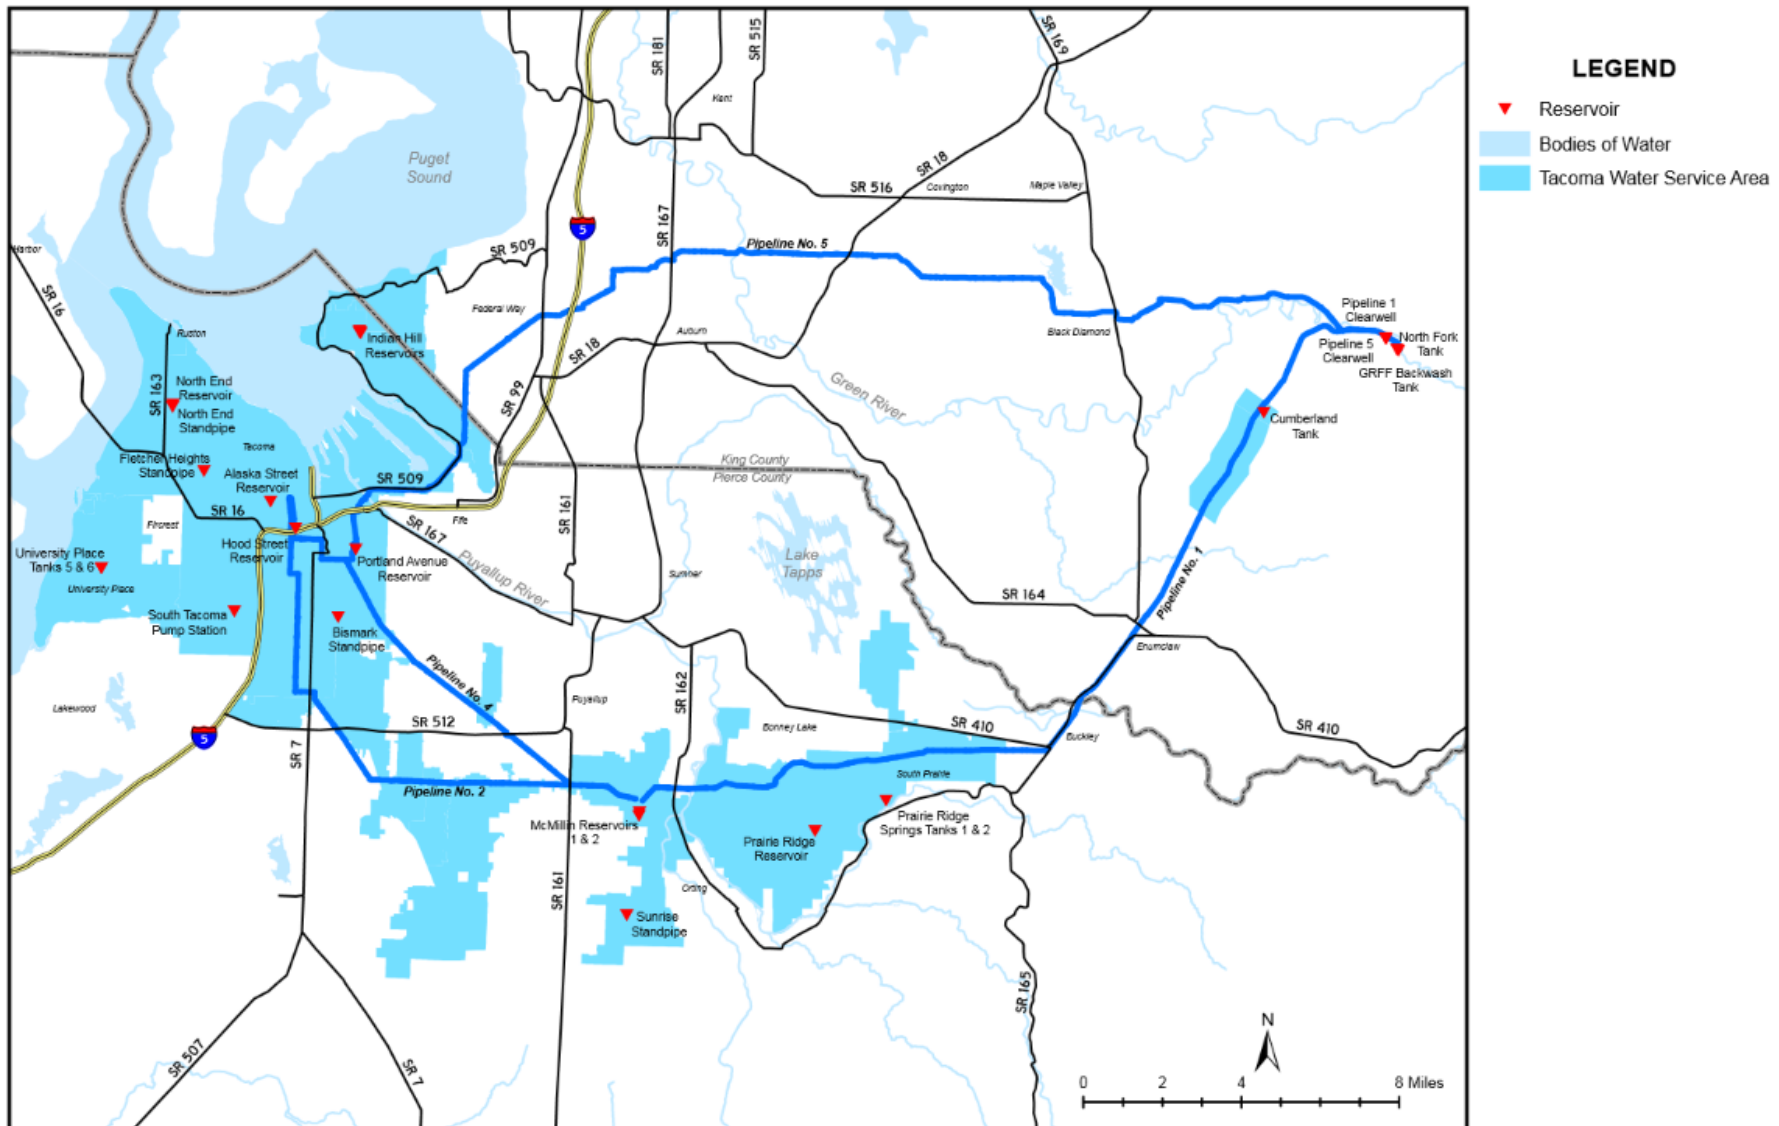 LEGEND
Reservoir
Bodies of Water
Tacoma Water Service Area
SR 181
SR 515
SR 169
Kent
Puget
Sound
SR 18
SR 516
Covington
Maple Valley
SR 167
5
Harbor
SR 509
Pipeline No. 5
SR 16
Federal Way
Pipeline 1
Clearwell
Ruston
Indian Hill
Reservoirs
Auburn
Black Diamond
Pipeline 5
Clearwell
North Fork
Tank
GRFF Backwash
Tank
SR 18
SR 163
North End
Reservoir
North End
Standpipe
SR 99
Green River
Cumberland
Tank
Tacoma
Fletcher Heights
Standpipe
Alaska Street
Reservoir
SR 509
King County
Pierce County
SR 16
Fircrest
Fife
SR 161
SR 167
Hood Street
Reservoir
Portland Avenue
Reservoir
Puyallup River
Lake
Tapps
University Place
Tanks 5 & 6
University Place
Sumner
SR 164
Pipeline No. 1
South Tacoma
Pump Station
Bismark
Standpipe
Enumclaw
Pipeline No. 4
Lakewood
Puyallup
SR 162
SR 512
Bonney Lake
SR 410
Buckley
SR 410
5
SR 7
South Prairie
Pipeline No. 2
McMillin Reservoirs
1 & 2
Prairie Ridge
Springs Tanks 1 & 2
Prairie Ridge
Reservoir
SR 161
Orting
Sunrise
Standpipe
SR 165
SR 507
SR 7
N
0 2 4 8 Miles